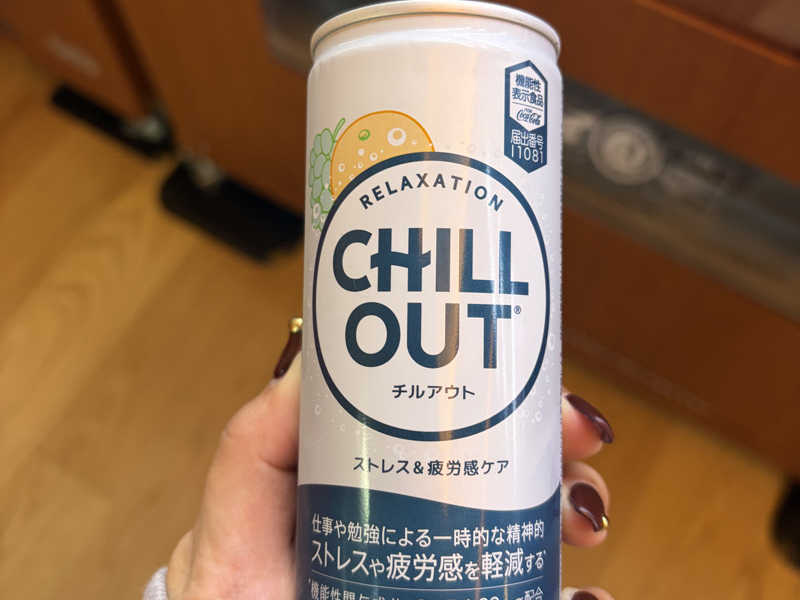 機能性
表示食品
FROM
Coca-Cola
届出番号
I1081
RELAXATION
CHILL
OUT®
チルアウト
ストレス&疲労感ケア
仕事や勉強による一時的な精神的
ストレスや疲労感を軽減する*